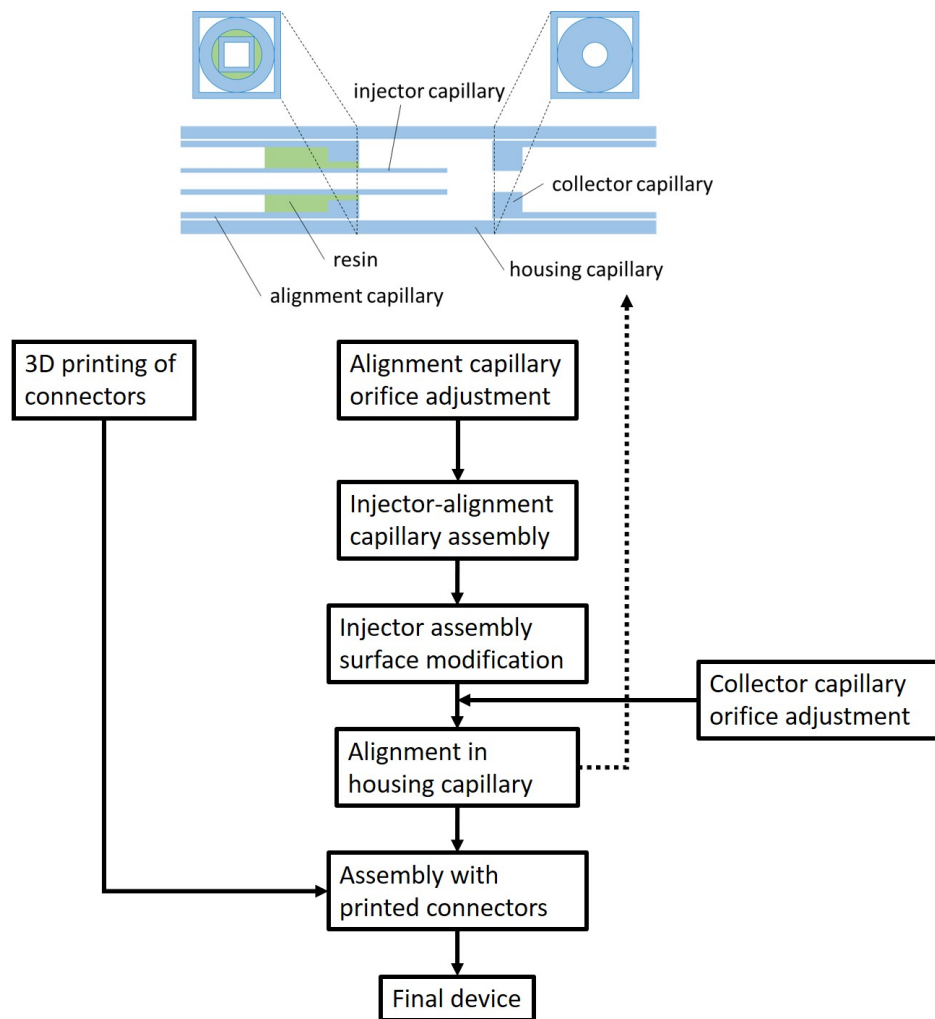 injector capillary
collector capillary
resin
housing capillary
alignment capillary
3D printing of
connectors
Alignment capillary
orifice adjustment
Injector-alignment
capillary assembly
Injector assembly
surface modification
Collector capillary
orifice adjustment
Alignment in
housing capillary
Assembly with
printed connectors
Final device